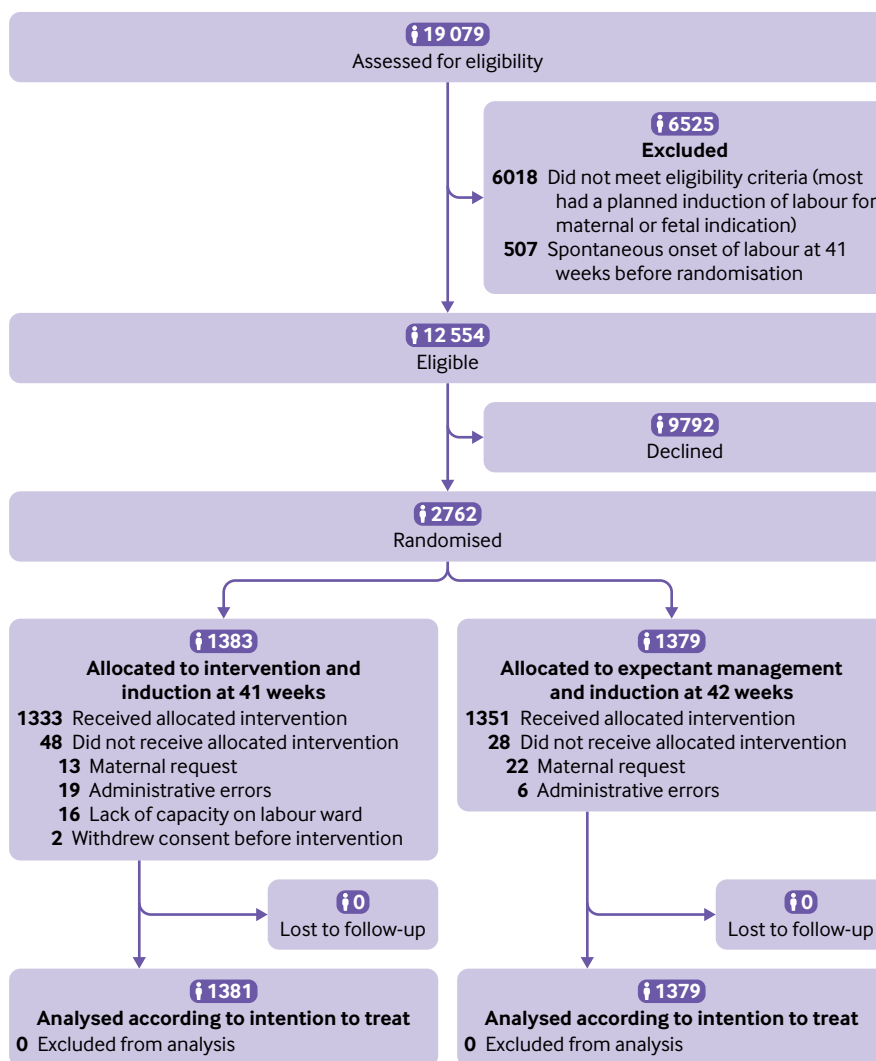 19 079
Assessed for eligibility
6525
Excluded
6018 Did not meet eligibility criteria (most
had a planned induction of labour for
maternal or fetal indication)
507 Spontaneous onset of labour at 41
weeks before randomisation
12 554
Eligible
9792
Declined
2762
Randomised
1383
Allocated to intervention and
induction at 41 weeks
1333 Received allocated intervention
48 Did not receive allocated intervention
13 Maternal request
19 Administrative errors
16 Lack of capacity on labour ward
2 Withdrew consent before intervention
1379
Allocated to expectant management
and induction at 42 weeks
1351 Received allocated intervention
28 Did not receive allocated intervention
22 Maternal request
6 Administrative errors
0
Lost to follow-up
0
Lost to follow-up
1381
Analysed according to intention to treat
0 Excluded from analysis
1379
Analysed according to intention to treat
0 Excluded from analysis